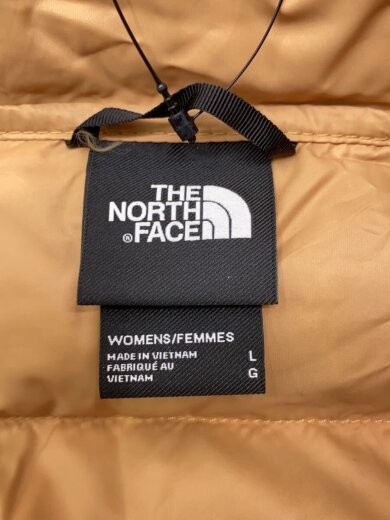 THE
NORTH
® FACE
WOMENS/FEMMES
MADE IN VIETNAM L
FABRIQUÉ AU G
VIETNAM